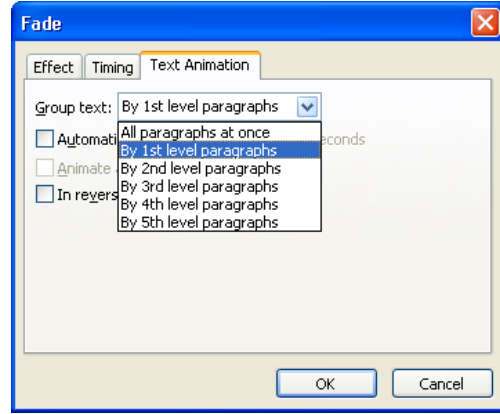 Fade
Effect Timing Text Animation
Group text: By 1st level paragraphs
All paragraphs at once
Automati econds
By 1st level paragraphs
Animate By 2nd level paragraphs
By 3rd level paragraphs
In revers
By 4th level paragraphs
By 5th level paragraphs
OK Cancel